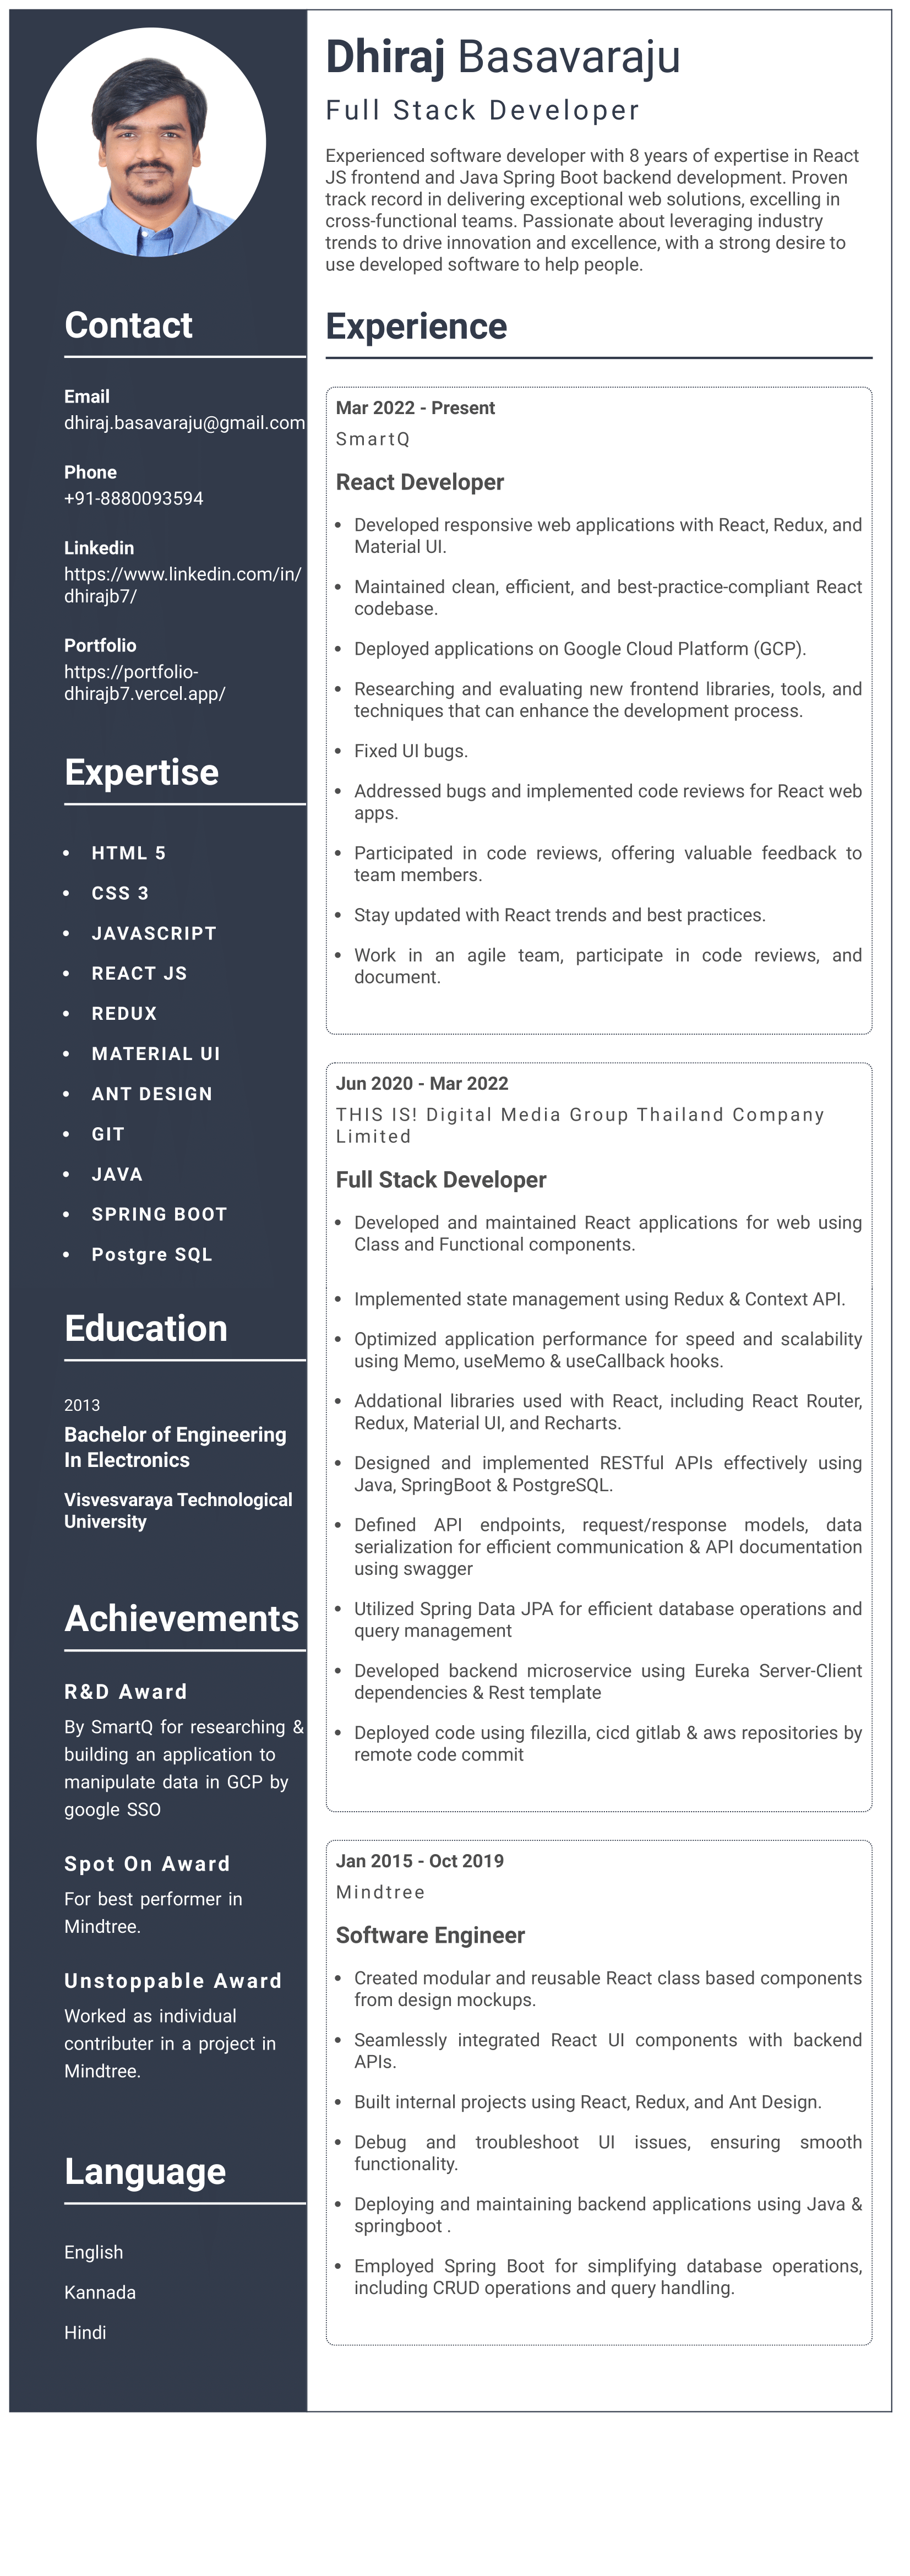 Dhiraj Basavaraju
Full Stack Developer
Experienced software developer with 8 years of expertise in React
JS frontend and Java Spring Boot backend development. Proven
track record in delivering exceptional web solutions, excelling in
cross-functional teams. Passionate about leveraging industry
trends to drive innovation and excellence, with a strong desire to
use developed software to help people.
Contact
Email
dhiraj.basavaraju@gmail.com
Phone
+91-8880093594
Linkedin
https://www.linkedin.com/in/
dhirajb7/
Portfolio
https://portfolio-
dhirajb7.vercel.app/
Expertise
• HTML 5
• CSS 3
• JAVASCRIPT
• REACT JS
• REDUX
• MATERIAL UI
• ANT DESIGN
• GIT
• JAVA
• SPRING BOOT
• Postgre SQL
Education
2013
Bachelor of Engineering
In Electronics
Visvesvaraya Technological
University
Achievements
R&D Award
By SmartQ for researching &
building an application to
manipulate data in GCP by
google SSO
Spot On Award
For best performer in
Mindtree.
Unstoppable Award
Worked as individual
contributer in a project in
Mindtree.
Language
English
Kannada
Hindi
Experience
Mar 2022 - Present
SmartQ
React Developer
• Developed responsive web applications with React, Redux, and
Material UI.
• Maintained clean, efficient, and best-practice-compliant React
codebase.
• Deployed applications on Google Cloud Platform (GCP).
• Researching and evaluating new frontend libraries, tools, and
techniques that can enhance the development process.
• Fixed UI bugs.
• Addressed bugs and implemented code reviews for React web
apps.
• Participated in code reviews, offering valuable feedback to
team members.
• Stay updated with React trends and best practices.
• Work in an agile team, participate in code reviews, and
document.
Jun 2020 - Mar 2022
THIS IS! Digital Media Group Thailand Company
Limited
Full Stack Developer
• Developed and maintained React applications for web using
Class and Functional components.
• Implemented state management using Redux & Context API.
• Optimized application performance for speed and scalability
using Memo, useMemo & useCallback hooks.
• Addational libraries used with React, including React Router,
Redux, Material UI, and Recharts.
• Designed and implemented RESTful APIs effectively using
Java, SpringBoot & PostgreSQL.
• Defined API endpoints, request/response models, data
serialization for efficient communication & API documentation
using swagger
• Utilized Spring Data JPA for efficient database operations and
query management
• Developed backend microservice using Eureka Server-Client
dependencies & Rest template
• Deployed code using filezilla, cicd gitlab & aws repositories by
remote code commit
Jan 2015 - Oct 2019
Mindtree
Software Engineer
• Created modular and reusable React class based components
from design mockups.
• Seamlessly integrated React UI components with backend
APIs.
• Built internal projects using React, Redux, and Ant Design.
• Debug and troubleshoot UI issues, ensuring smooth
functionality.
• Deploying and maintaining backend applications using Java &
springboot .
• Employed Spring Boot for simplifying database operations,
including CRUD operations and query handling.